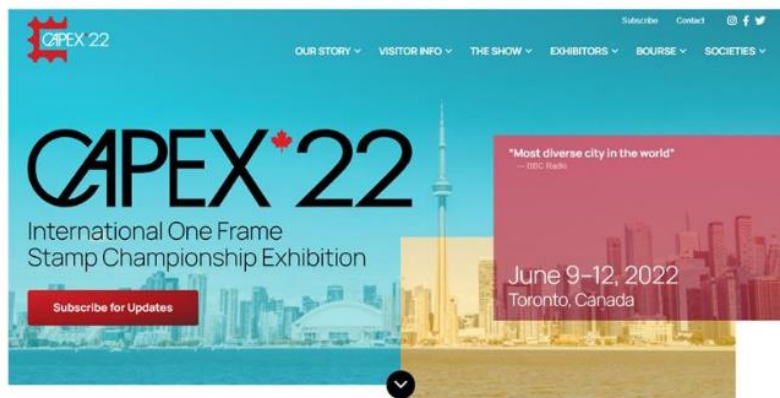 Subscribe Contact
CAPEX'22
OUR STORY VISITOR INFO THE SHOW EXHIBITORS BOURSE SOCIETIES
CAPEX'22
International One Frame
Stamp Championship Exhibition
Subscribe for Updates
"Most diverse city in the world"
— BBC Radio
June 9–12, 2022
Toronto, Canada